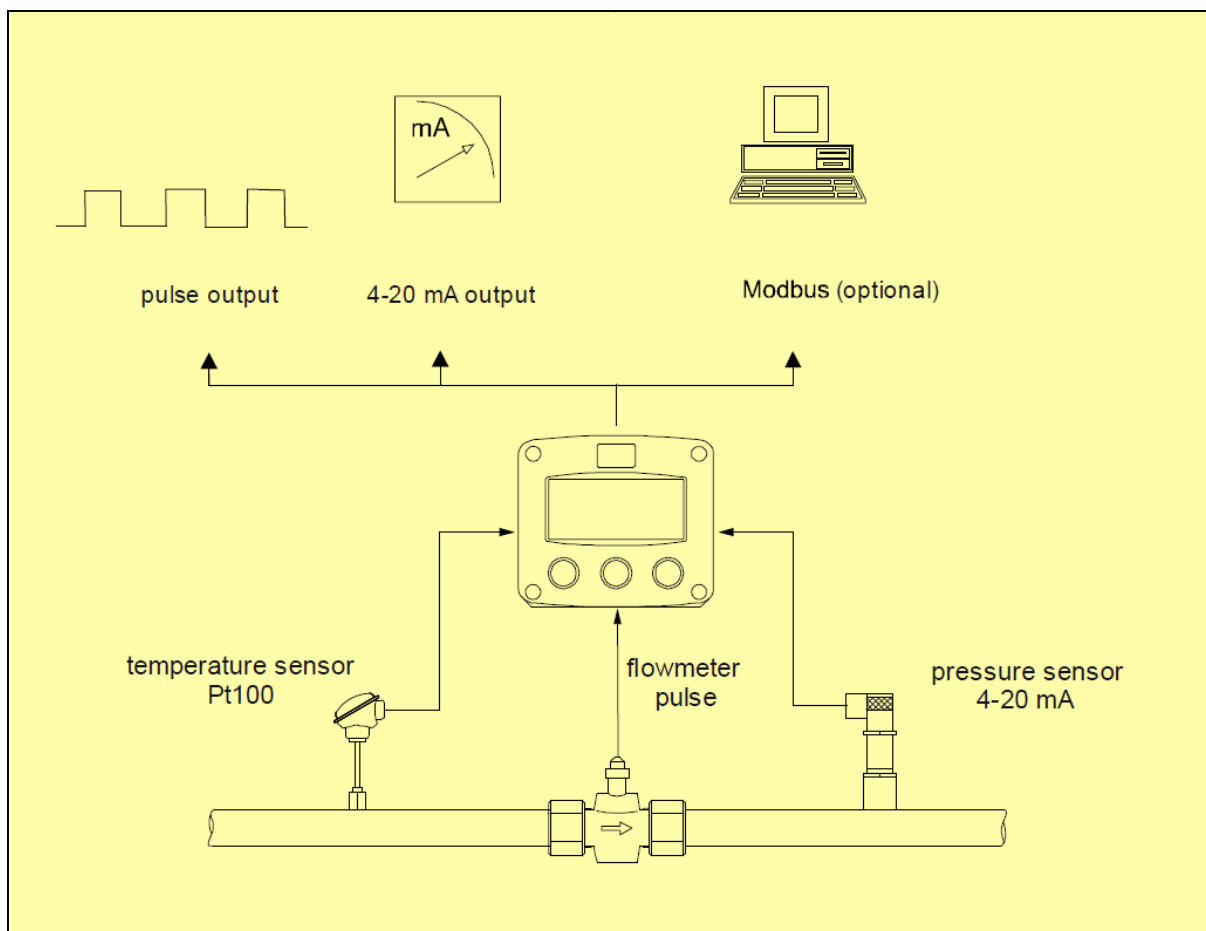 mA
pulse output
4-20 mA output
Modbus (optional)
temperature sensor
Pt100
flowmeter
pulse
pressure sensor
4-20 mA